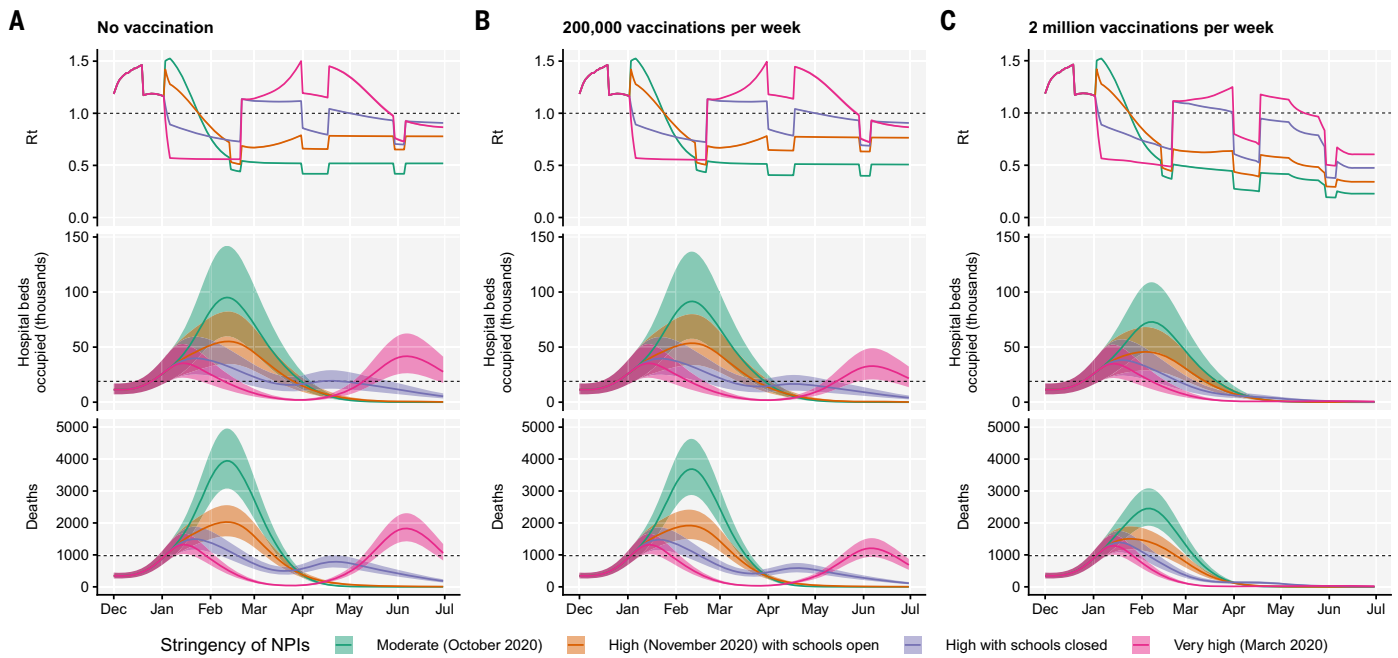 A
No vaccination
B
200,000 vaccinations per week
C
2 million vaccinations per week
Rt
1.5
1.0
0.5
0.0
Rt
1.5
1.0
0.5
0.0
Rt
1.5
1.0
0.5
0.0
Hospital beds
occupied (thousands)
150
100
50
0
Hospital beds
occupied (thousands)
150
100
50
0
Hospital beds
occupied (thousands)
150
100
50
0
Deaths
5000
4000
3000
2000
1000
0
Deaths
5000
4000
3000
2000
1000
0
Deaths
5000
4000
3000
2000
1000
0
Dec Jan Feb Mar Apr May Jun Jul
Dec Jan Feb Mar Apr May Jun Jul
Dec Jan Feb Mar Apr May Jun Jul
Stringency of NPIs Moderate (October 2020) High (November 2020) with schools open High with schools closed Very high (March 2020)